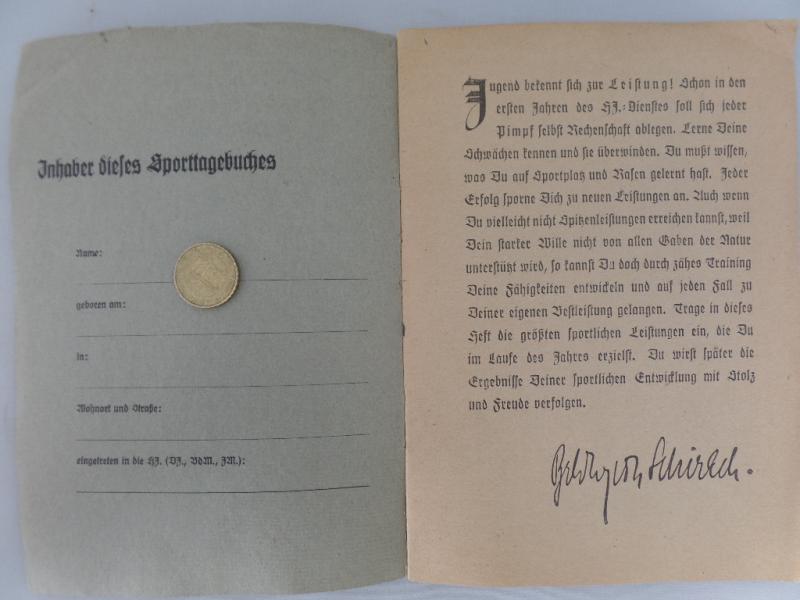 Inhaber dieses Sporttagebuches
Name:
geboren am:
in:
Wohnort und Straße:
eingetreten in die HJ. (DJ., BdM., JM.):
Jugend bekennt sich zur Leistung! Schon in den
ersten Jahren des HJ.-Dienstes soll sich jeder
Pimpf selbst Rechenschaft ablegen. Lerne Deine
Schwächen kennen und sie überwinden. Du mußt wissen,
was Du auf Sportplatz und Rasen gelernt hast. Jeder
Erfolg sporne Dich zu neuen Leistungen an. Auch wenn
Du vielleicht nicht Spitzenleistungen erreichen kannst, weil
Dein starker Wille nicht von allen Gaben der Natur
unterstützt wird, so kannst Du doch durch zähes Training
Deine Fähigkeiten entwickeln und auf jeden Fall zu
Deiner eigenen Bestleistung gelangen. Trage in dieses
Heft die größten sportlichen Leistungen ein, die Du
im Laufe des Jahres erzielst. Du wirst später die
Ergebnisse Deiner sportlichen Entwicklung mit Stolz
und Freude verfolgen.
Baldur von Schirach.